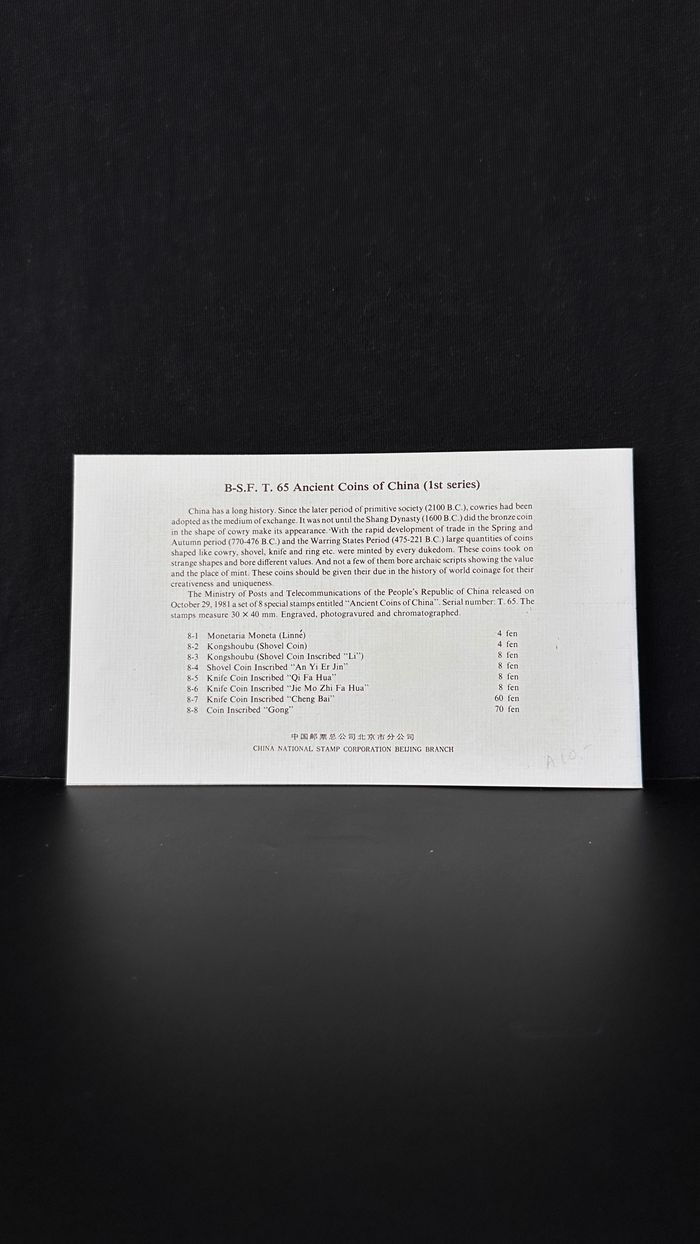 B-S.F. T. 65 Ancient Coins of China (1st series)
China has a long history. Since the later period of primitive society (2100 B.C.), cowries had been
adopted as the medium of exchange. It was not until the Shang Dynasty (1600 B.C.) did the bronze coin
in the shape of cowry make its appearance. With the rapid development of trade in the Spring and
Autumn period (770-476 B.C.) and the Warring States Period (475-221 B.C.) large quantities of coins
shaped like cowry, shovel, knife and ring etc. were minted by every dukedom. These coins took on
strange shapes and bore different values. And not a few of them bore archaic scripts showing the value
and the place of mint. These coins should be given their due in the history of world coinage for their
creativeness and uniqueness.
The Ministry of Posts and Telecommunications of the People's Republic of China released on
October 29, 1981 a set of 8 special stamps entitled "Ancient Coins of China". Serial number: T. 65. The
stamps measure 30 × 40 mm. Engraved, photogravured and chromatographed.
8-1 Monetaria Moneta (Linné) 4 fen
8-2 Kongshoubu (Shovel Coin) 4 fen
8-3 Kongshoubu (Shovel Coin Inscribed "Li") 8 fen
8-4 Shovel Coin Inscribed "An Yi Er Jin" 8 fen
8-5 Knife Coin Inscribed "Qi Fa Hua" 8 fen
8-6 Knife Coin Inscribed "Jie Mo Zhi Fa Hua" 8 fen
8-7 Knife Coin Inscribed "Cheng Bai" 60 fen
8-8 Coin Inscribed "Gong" 70 fen
中国邮票总公司北京市分公司
CHINA NATIONAL STAMP CORPORATION BEIJING BRANCH